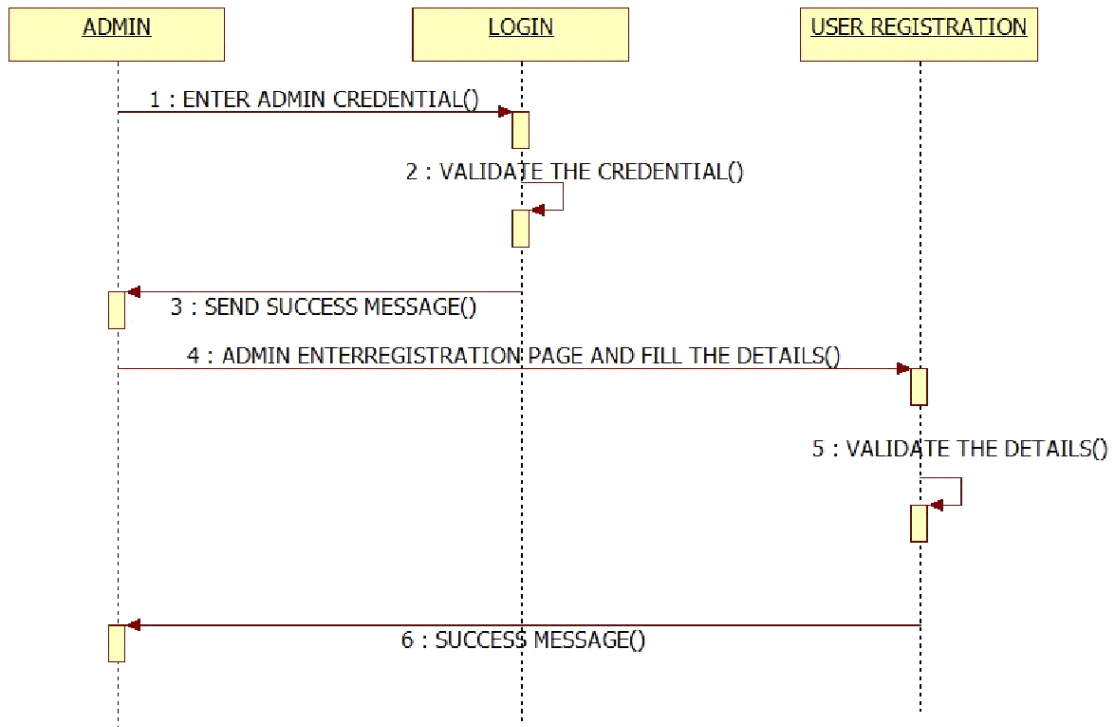 ADMIN
LOGIN
USER REGISTRATION
1 : ENTER ADMIN CREDENTIAL()
2 : VALIDATE THE CREDENTIAL()
3 : SEND SUCCESS MESSAGE()
4 : ADMIN ENTERREGISTRATION PAGE AND FILL THE DETAILS()
5 : VALIDATE THE DETAILS()
6 : SUCCESS MESSAGE()